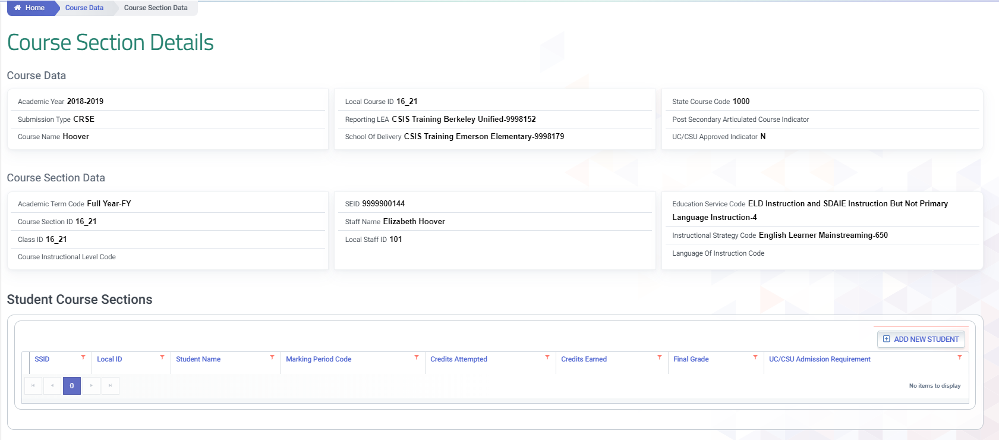 Home Course Data Course Section Data
Course Section Details
Course Data
Academic Year 2018-2019
Submission Type CRSE
Course Name Hoover
Local Course ID 16_21
Reporting LEA CSIS Training Berkeley Unified-9998152
School Of Delivery CSIS Training Emerson Elementary-9998179
State Course Code 1000
Post Secondary Articulated Course Indicator
UC/CSU Approved Indicator N
Course Section Data
Academic Term Code Full Year-FY
Course Section ID 16_21
Class ID 16_21
Course Instructional Level Code
SEID 9999900144
Staff Name Elizabeth Hoover
Local Staff ID 101
Education Service Code ELD Instruction and SDAIE Instruction But Not Primary
Language Instruction-4
Instructional Strategy Code English Learner Mainstreaming-650
Language Of Instruction Code
Student Course Sections
ADD NEW STUDENT
SSID Local ID Student Name Marking Period Code Credits Attempted Credits Earned Final Grade UC/CSU Admission Requirement
0
No items to display